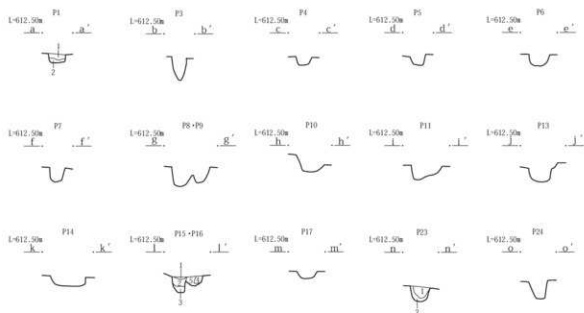 P1 P3 P4 P5 P6
L=612.50m L=612.50m L=612.50m L=612.50m L=612.50m
a a′ b b′ c c′ d d′ e e′
1
2
P7 P8・P9 P10 P11 P13
L=612.50m L=612.50m L=612.50m L=612.50m L=612.50m
f f′ g g′ h h′ i i′ j j′
P14 P15・P16 P17 P23 P24
L=612.50m L=612.50m L=612.50m L=612.50m L=612.50m
k k′ l l′ m m′ n n′ o o′
1
3
2